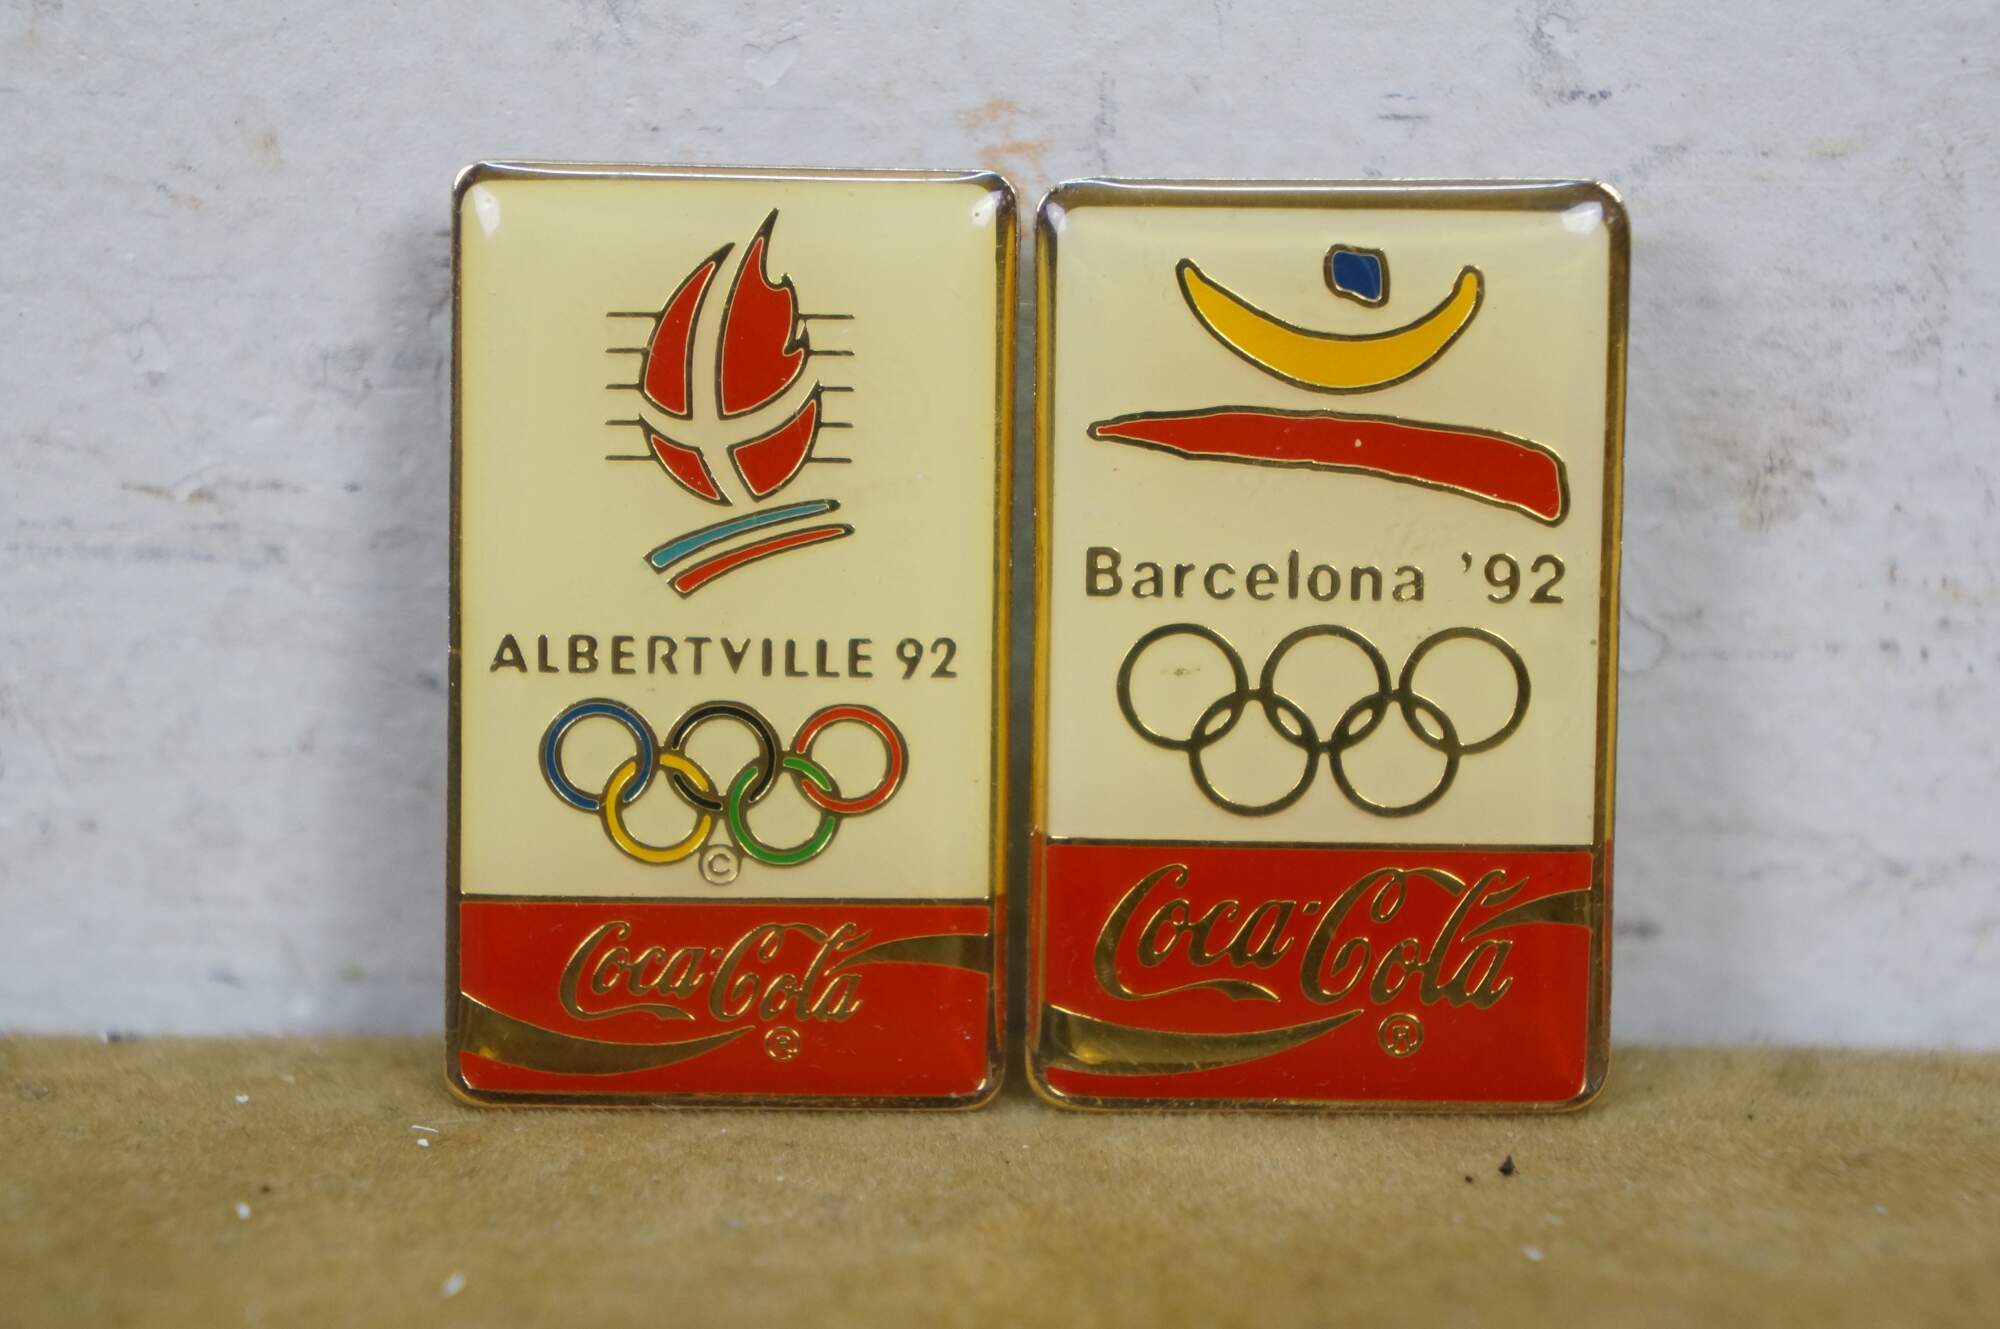 ALBERTVILLE 92
©
Coca-Cola
®
Barcelona '92
Coca-Cola
®